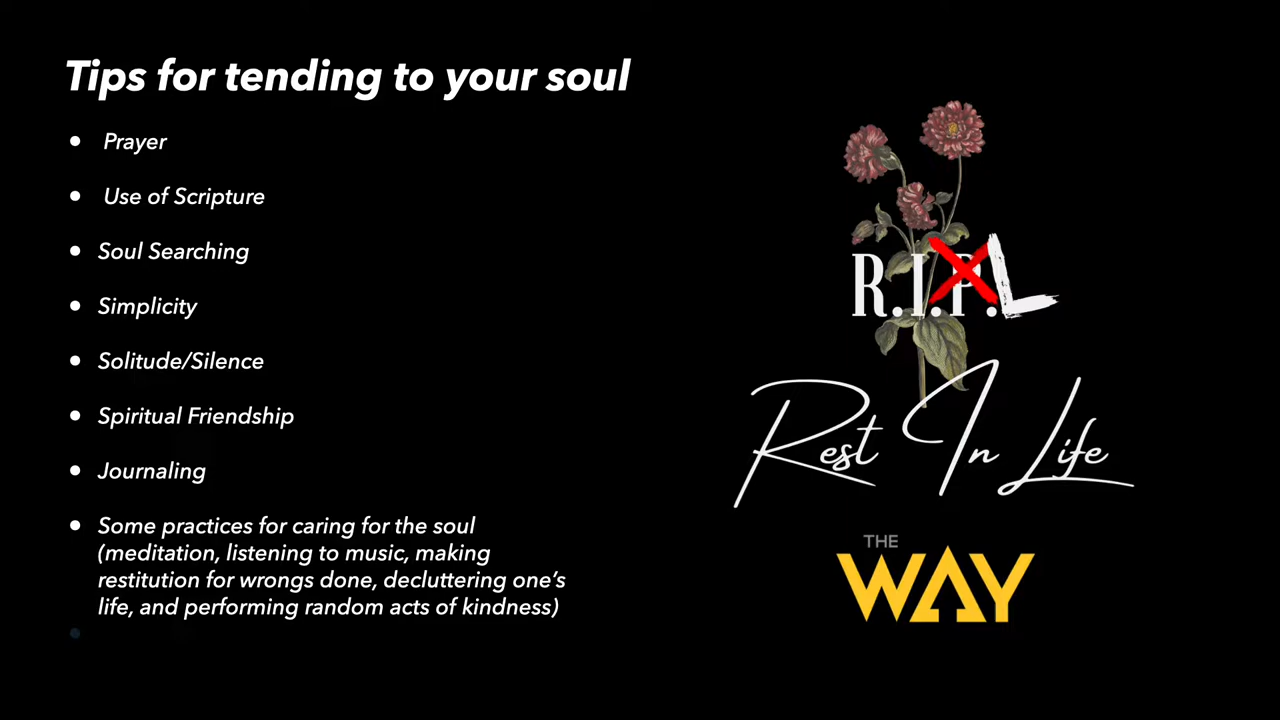 Tips for tending to your soul
• Prayer
• Use of Scripture
• Soul Searching
• Simplicity
• Solitude/Silence
• Spiritual Friendship
• Journaling
• Some practices for caring for the soul
(meditation, listening to music, making
restitution for wrongs done, decluttering one’s
life, and performing random acts of kindness)
R.I.P.L
Rest In Life
THE
WAY